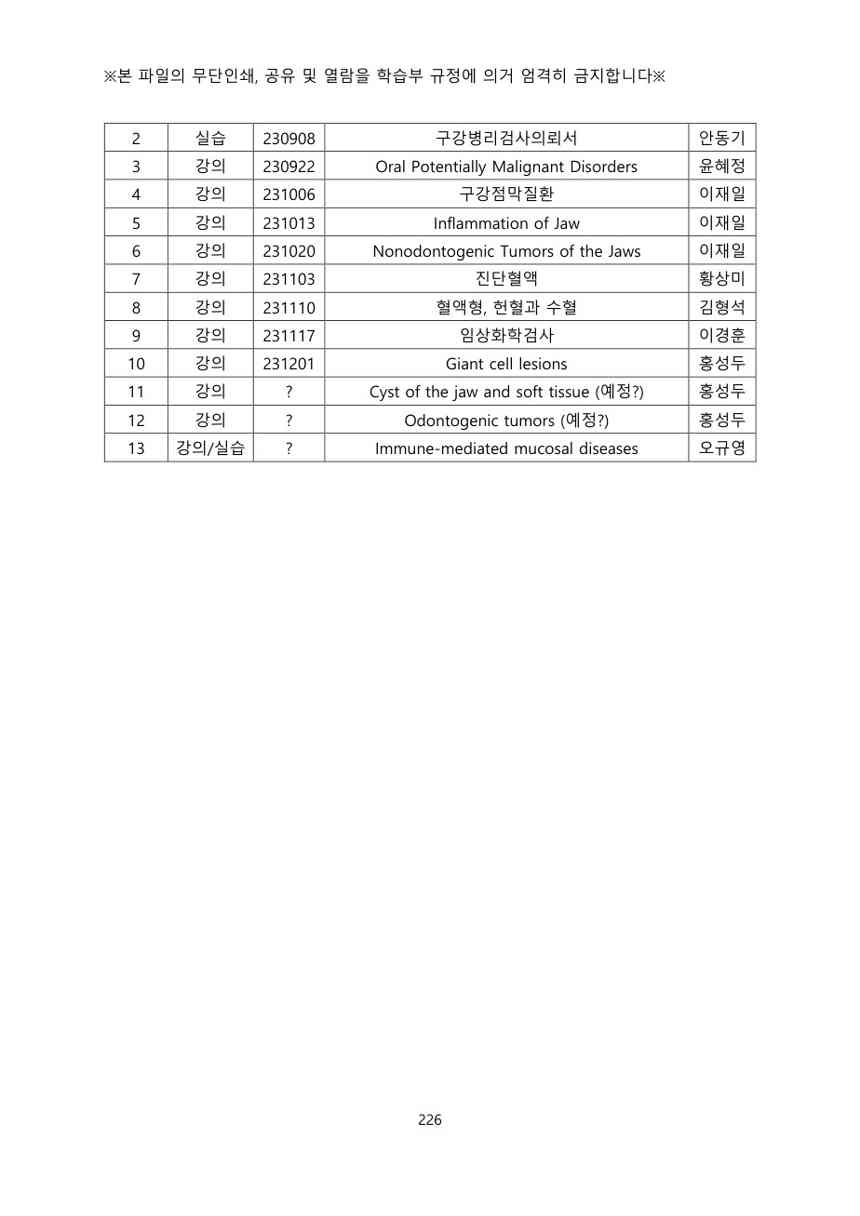 ※본 파일의 무단인쇄, 공유 및 열람을 학습부 규정에 의거 엄격히 금지합니다※
2 실습 230908 구강병리검사의뢰서 안동기
3 강의 230922 Oral Potentially Malignant Disorders 윤혜정
4 강의 231006 구강점막질환 이재일
5 강의 231013 Inflammation of Jaw 이재일
6 강의 231020 Nonodontogenic Tumors of the Jaws 이재일
7 강의 231103 진단혈액 황상미
8 강의 231110 혈액형, 헌혈과 수혈 김형석
9 강의 231117 임상화학검사 이경훈
10 강의 231201 Giant cell lesions 홍성두
11 강의 ? Cyst of the jaw and soft tissue (예정?) 홍성두
12 강의 ? Odontogenic tumors (예정?) 홍성두
13 강의/실습 ? Immune-mediated mucosal diseases 오규영
226